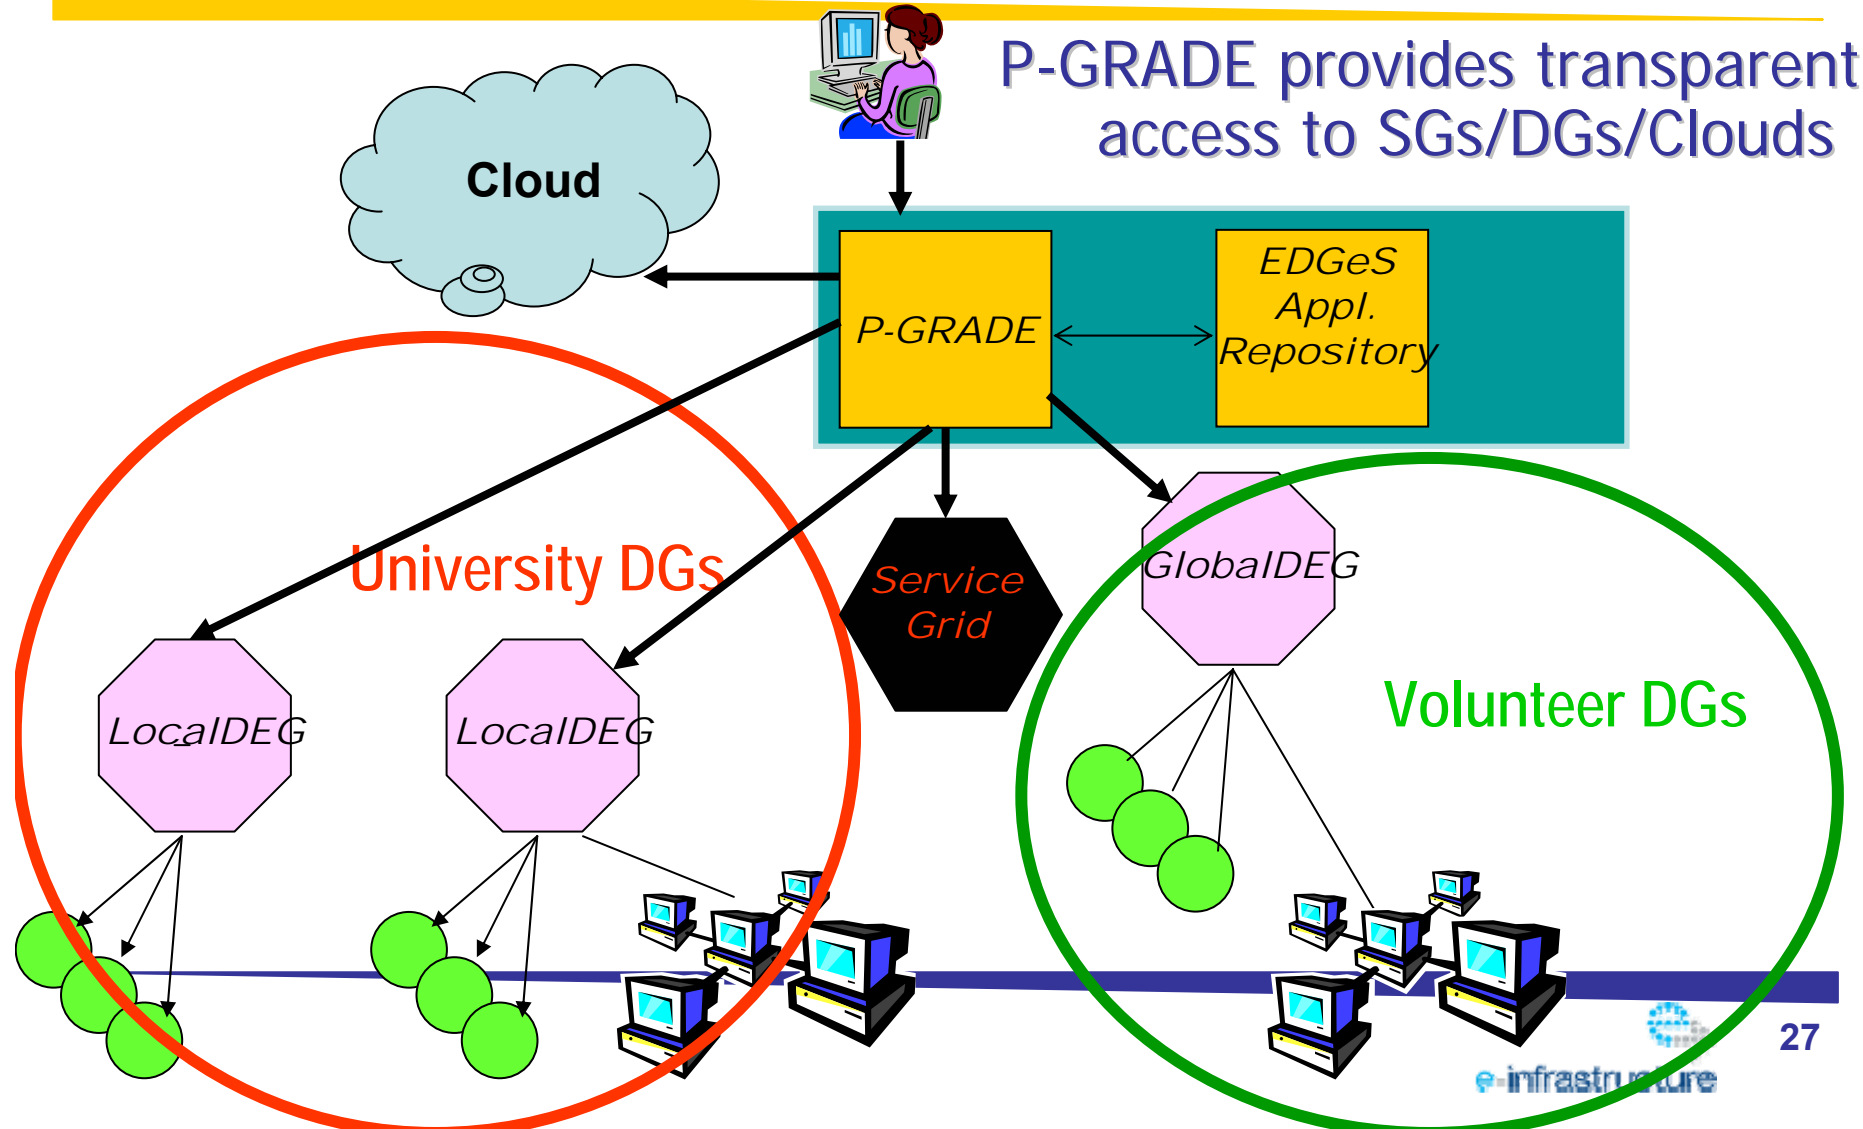 P-GRADE provides transparent
access to SGs/DGs/Clouds
Cloud
P-GRADE
EDGeS
Appl.
Repository
University DGs
Service
Grid
GlobalDEG
LocalDEG
LocalDEG
Volunteer DGs
27
e-infrastructure